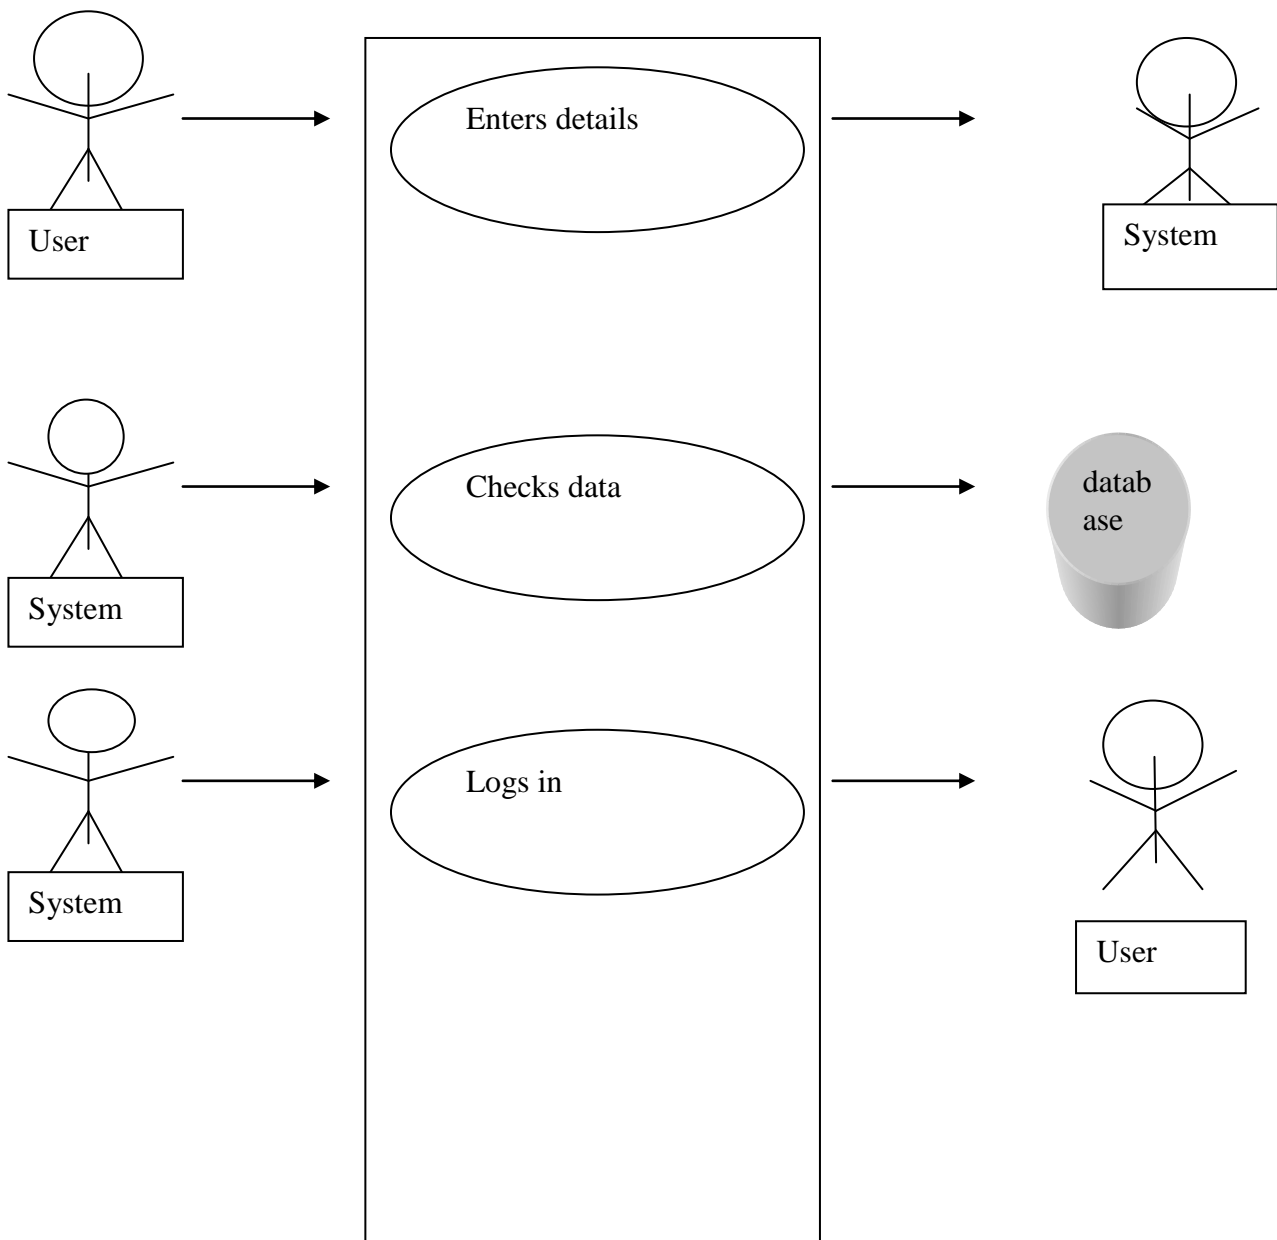 Enters details
User
System
Checks data
datab
ase
System
Logs in
System
User